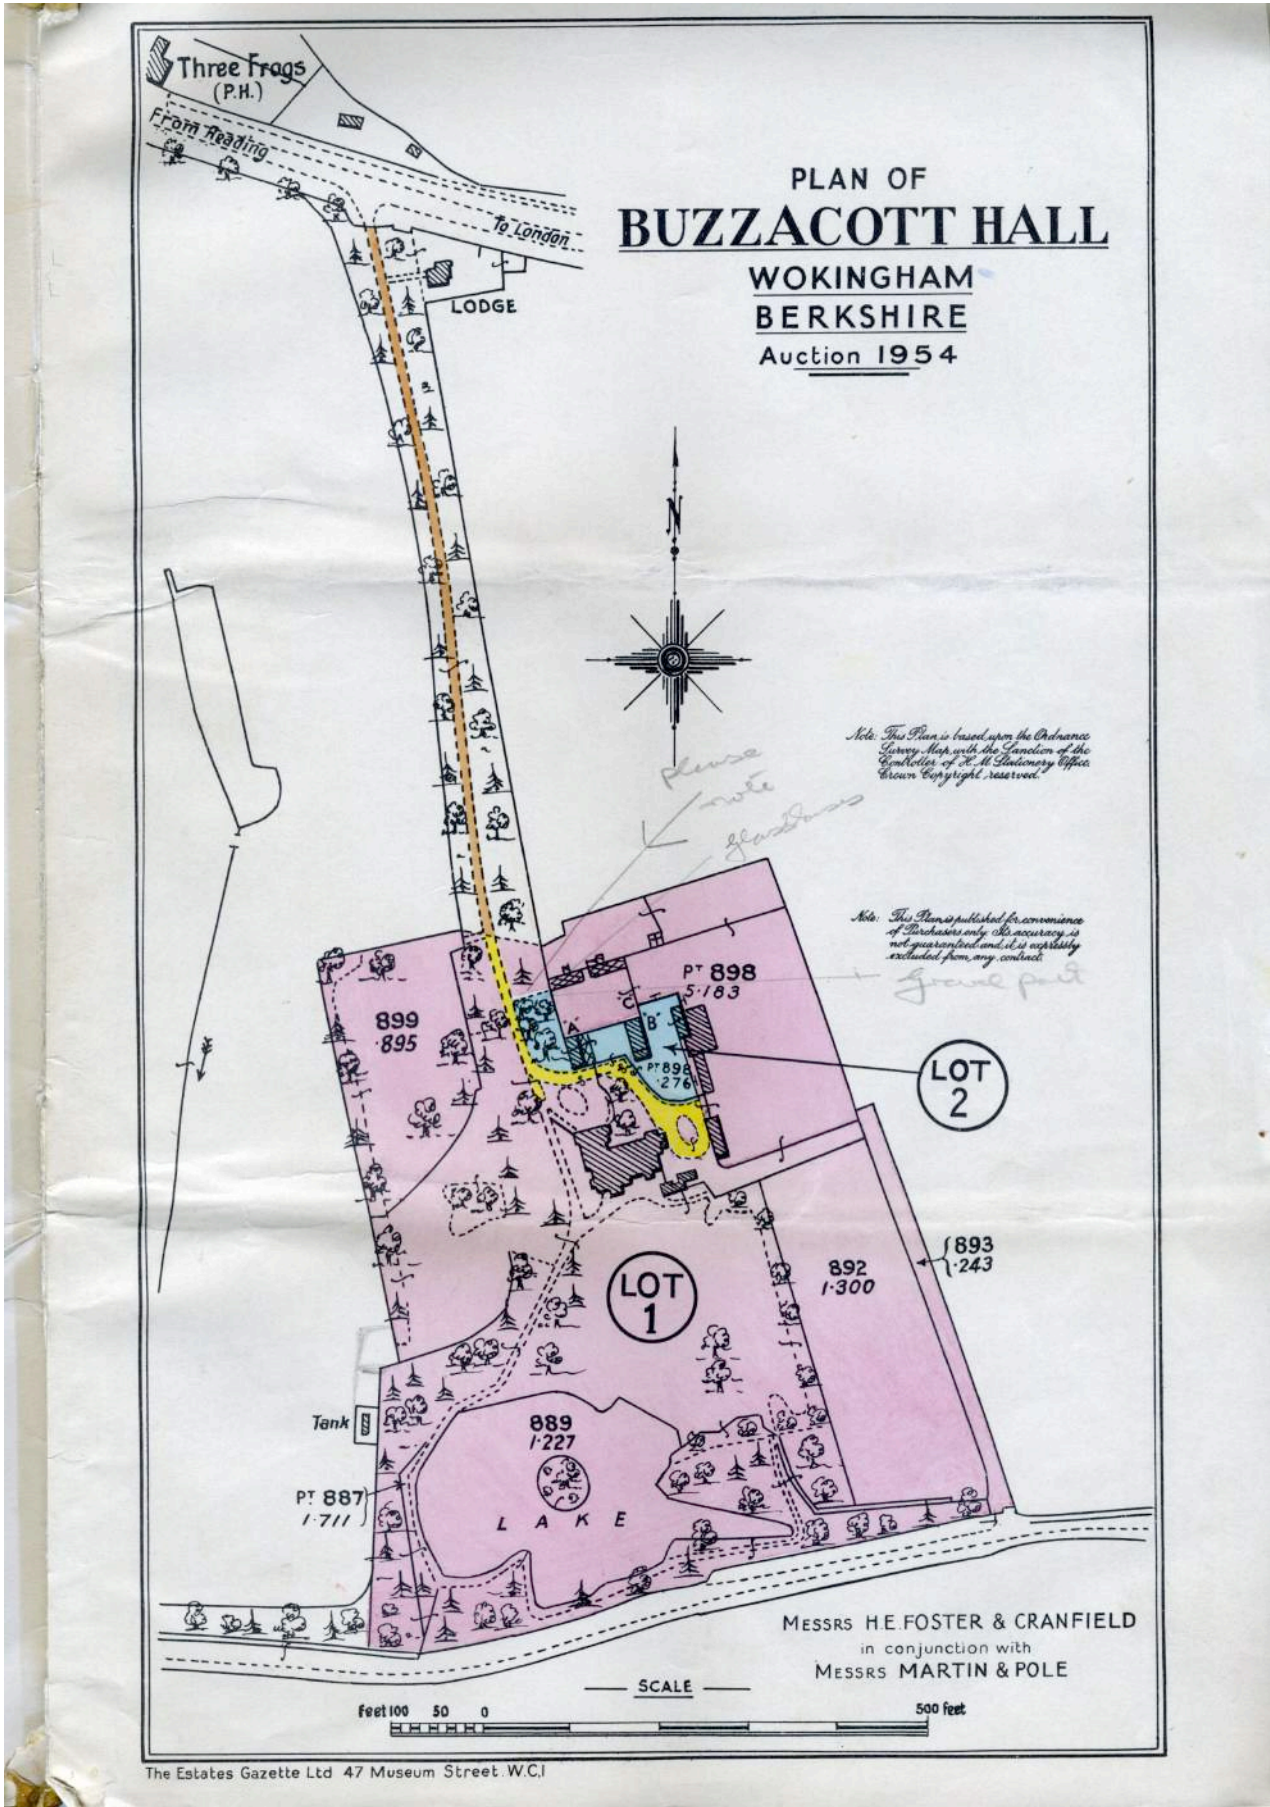 Three Frogs
(P.H.)
From Reading
To London
LODGE
PLAN OF
BUZZACOTT HALL
WOKINGHAM
BERKSHIRE
Auction 1954
N
Note: This Plan is based upon the Ordnance
Survey Map, with the Sanction of the
Controller of H. M. Stationery Office.
Crown Copyright reserved.
please
note
glasshouses
Note: This Plan is published for convenience
of Purchasers only. Its accuracy is
not guaranteed and it is expressly
excluded from any contract.
PT 898
5·183
899
·895
"A"
"C"
"B"
PT 898
·276
LOT
2
LOT
1
892
1·300
893
·243
Tank
889
1·227
PT 887
1·711
LAKE
MESSRS H.E. FOSTER & CRANFIELD
in conjunction with
MESSRS MARTIN & POLE
SCALE
Feet 100 50 0 500 feet
The Estates Gazette Ltd 47 Museum Street. W.C.1